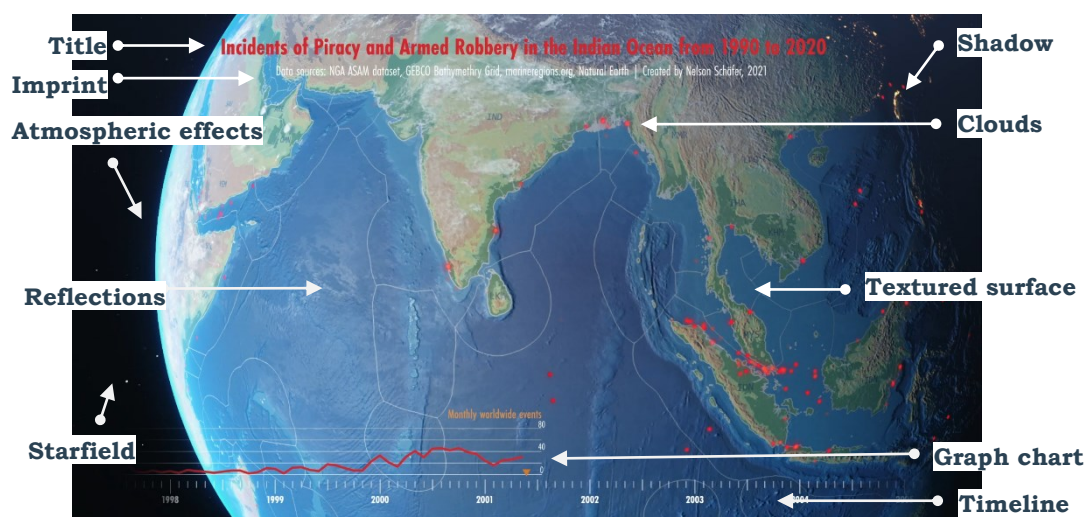 Title
Incidents of Piracy and Armed Robbery in the Indian Ocean from 1990 to 2020
Shadow
Imprint
Data sources: NGA ASAM dataset, GEBCO Bathymethry Grid, marineregions.org, Natural Earth | Created by Nelson Schäfer, 2021
Atmospheric effects
IND
Clouds
Reflections
Textured surface
Monthly worldwide events
80
40
0
Starfield
Graph chart
1998 1999 2000 2001 2002 2003 2004
Timeline